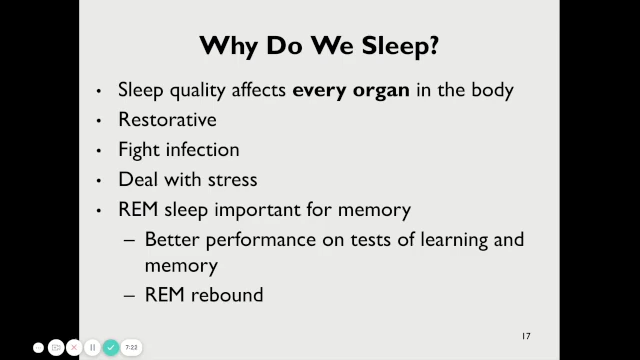 Why Do We Sleep?
• Sleep quality affects every organ in the body
• Restorative
• Fight infection
• Deal with stress
• REM sleep important for memory
– Better performance on tests of learning and
memory
– REM rebound
17
7:22